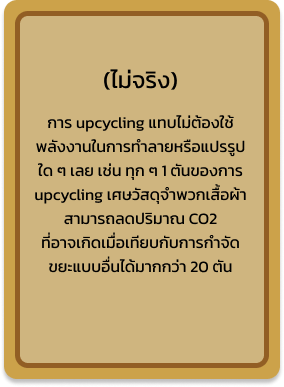 (ไม่จริง)
การ upcycling แทบไม่ต้องใช้
พลังงานในการทำลายหรือแปรรูป
ใด ๆ เลย เช่น ทุก ๆ 1 ตันของการ
upcycling เศษวัสดุจำพวกเสื้อผ้า
สามารถลดปริมาณ CO2
ที่อาจเกิดเมื่อเทียบกับการกำจัด
ขยะแบบอื่นได้มากกว่า 20 ตัน